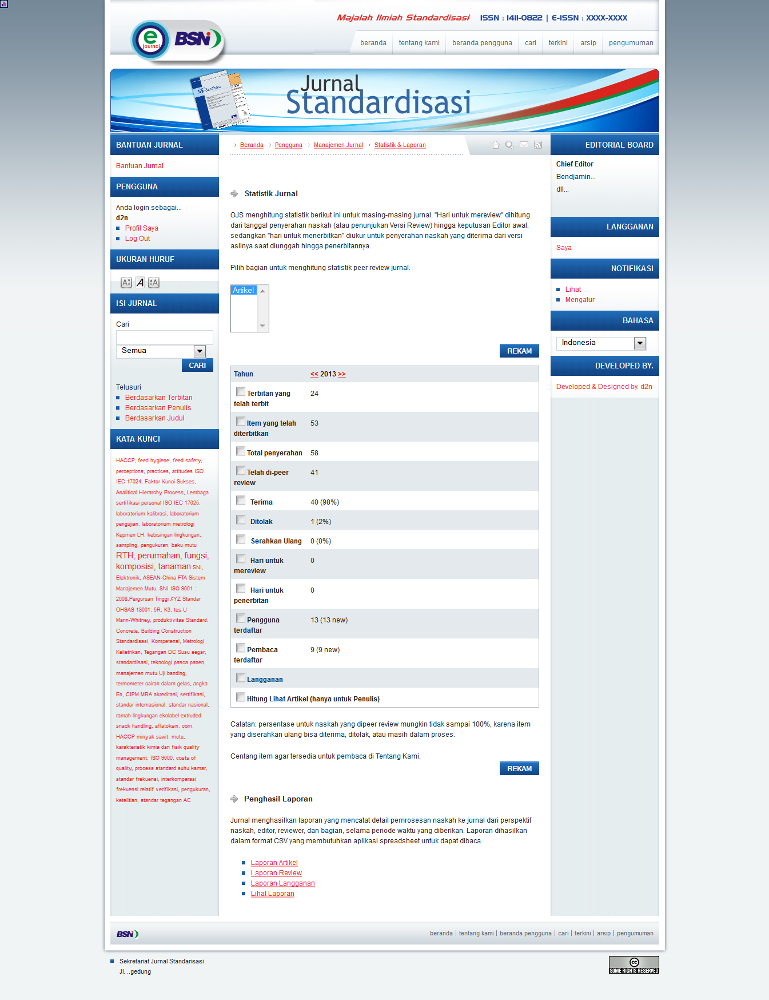 Majalah Ilmiah Standardisasi ISSN : 1411-0822 | E-ISSN : XXXX-XXXX
e journal BSN
beranda tentang kami beranda pengguna cari terkini arsip pengumuman
Jurnal
Standardisasi
BANTUAN JURNAL
Bantuan Jurnal
PENGGUNA
Anda login sebagai...
d2n
Profil Saya
Log Out
UKURAN HURUF
ISI JURNAL
Cari
Semua
CARI
Telusuri
Berdasarkan Terbitan
Berdasarkan Penulis
Berdasarkan Judul
KATA KUNCI
HACCP, feed hygiene, feed safety,
perceptions, practices, attitudes ISO
IEC 17024, Faktor Kunci Sukses,
Analitical Hierarchy Process, Lembaga
sertifikasi personal ISO IEC 17025,
laboratorium kalibrasi, laboratorium
pengujian, laboratorium metrologi
Kepmen LH, kebisingan lingkungan,
sampling, pengukuran, baku mutu
RTH, perumahan, fungsi,
komposisi, tanaman SNI,
Elektronik, ASEAN-China FTA Sistem
Manajemen Mutu, SNI ISO 9001 :
2008,Perguruan Tinggi XYZ Standar
OHSAS 18001, 5R, K3, tes U
Mann-Whitney, produktivitas Standard,
Concrete, Building Construction
Standardisasi, Kompetensi, Metrologi
Kelistrikan, Tegangan DC Susu segar,
standardisasi, teknologi pasca panen,
manajemen mutu Uji banding,
termometer cairan dalam gelas, angka
En, CIPM MRA akreditasi, sertifikasi,
standar internasional, standar nasional,
ramah lingkungan ekolabel extruded
snack handling, aflatoksin, corn,
HACCP minyak sawit, mutu,
karakteristik kimia dan fisik quality
management, ISO 9000, costs of
quality, process standard suhu kamar,
standar frekuensi, interkomparasi,
frekuensi relatif verifikasi, pengukuran,
ketelitian, standar tegangan AC
Beranda Pengguna Manajemen Jurnal Statistik & Laporan
Statistik Jurnal
OJS menghitung statistik berikut ini untuk masing-masing jurnal. "Hari untuk mereview" dihitung
dari tanggal penyerahan naskah (atau penunjukan Versi Review) hingga keputusan Editor awal,
sedangkan "hari untuk menerbitkan" diukur untuk penyerahan naskah yang diterima dari versi
aslinya saat diunggah hingga penerbitannya.
Pilih bagian untuk menghitung statistik peer review jurnal.
Artikel
REKAM
Tahun << 2013 >>
Terbitan yang telah terbit 24
Item yang telah diterbitkan 53
Total penyerahan 58
Telah di-peer review 41
Terima 40 (98%)
Ditolak 1 (2%)
Serahkan Ulang 0 (0%)
Hari untuk mereview 0
Hari untuk penerbitan 0
Pengguna terdaftar 13 (13 new)
Pembaca terdaftar 9 (9 new)
Langganan
Hitung Lihat Artikel (hanya untuk Penulis)
Catatan: persentase untuk naskah yang dipeer review mungkin tidak sampai 100%, karena item
yang diserahkan ulang bisa diterima, ditolak, atau masih dalam proses.
Centang item agar tersedia untuk pembaca di Tentang Kami.
REKAM
Penghasil Laporan
Jurnal menghasilkan laporan yang mencatat detail pemrosesan naskah ke jurnal dari perspektif
naskah, editor, reviewer, dan bagian, selama periode waktu yang diberikan. Laporan dihasilkan
dalam format CSV yang membutuhkan aplikasi spreadsheet untuk dapat dibaca.
Laporan Artikel
Laporan Review
Laporan Langganan
Lihat Laporan
EDITORIAL BOARD
Chief Editor
Bendjamin...
dll...
LANGGANAN
Saya
NOTIFIKASI
Lihat
Mengatur
BAHASA
Indonesia
DEVELOPED BY.
Developed & Designed by. d2n
BSN
beranda | tentang kami | beranda pengguna | cari | terkini | arsip | pengumuman
Sekretariat Jurnal Standarisasi
Jl. ..gedung
cc
SOME RIGHTS RESERVED